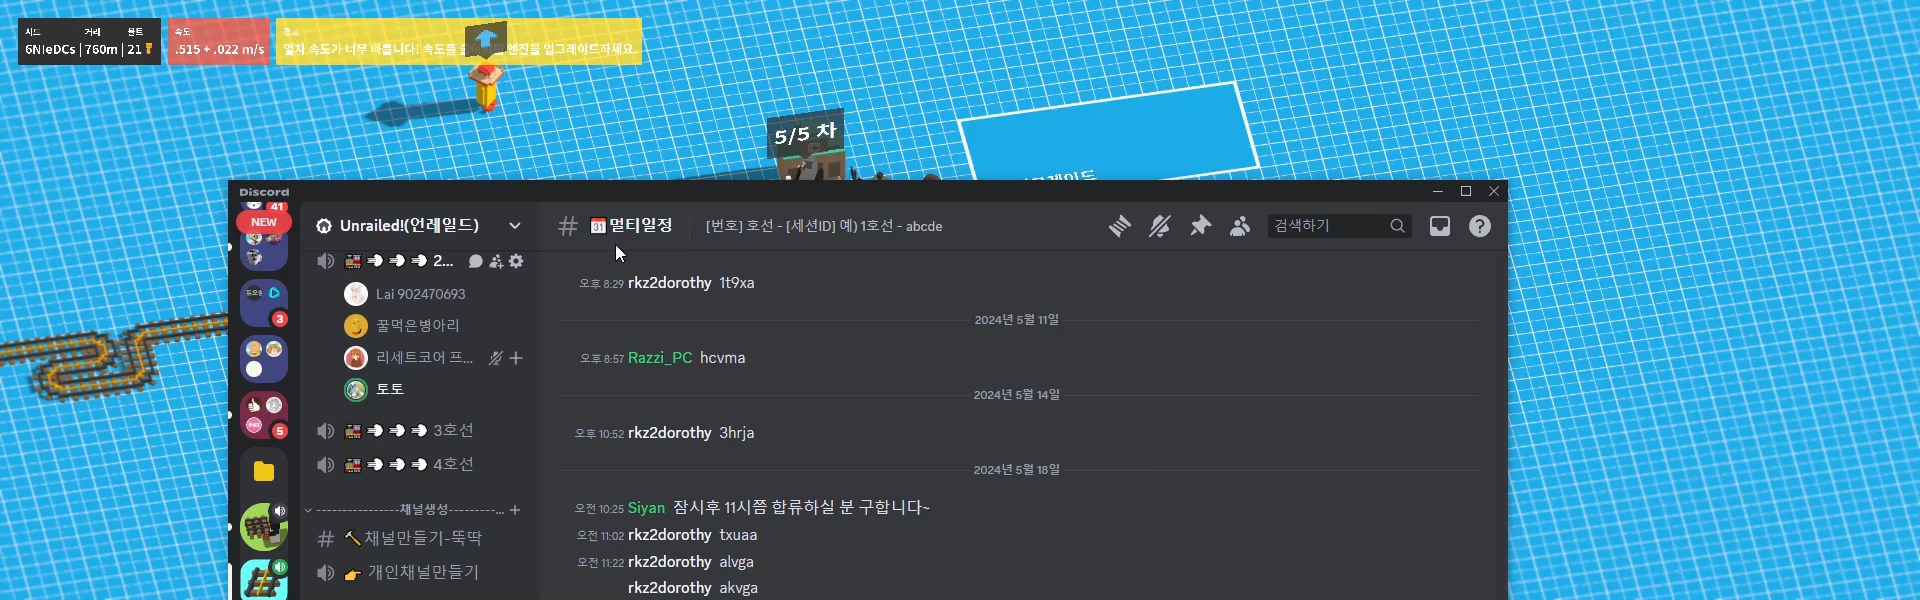 시드 거리 볼트
6NIeDCs | 760m | 21
속도
.515 + .022 m/s
경고
열차 속도가 너무 빠릅니다! 속도를 엔진을 업그레이드하세요.
5/5 차
Discord
41
NEW
3
5
Unrailed!(언레일드)
2...
Lai 902470693
꿀먹은병아리
리세트코어 프...
토토
3호선
4호선
----------------채널생성---------...
채널만들기-뚝딱
개인채널만들기
31 멀티일정
[번호] 호선 - [세션ID] 예) 1호선 - abcde
검색하기
오후 8:29 rkz2dorothy 1t9xa
2024년 5월 11일
오후 8:57 Razzi_PC hcvma
2024년 5월 14일
오후 10:52 rkz2dorothy 3hrja
2024년 5월 18일
오전 10:25 Siyan 잠시후 11시쯤 합류하실 분 구합니다~
오전 11:02 rkz2dorothy txuaa
오전 11:22 rkz2dorothy alvga
rkz2dorothy akvga